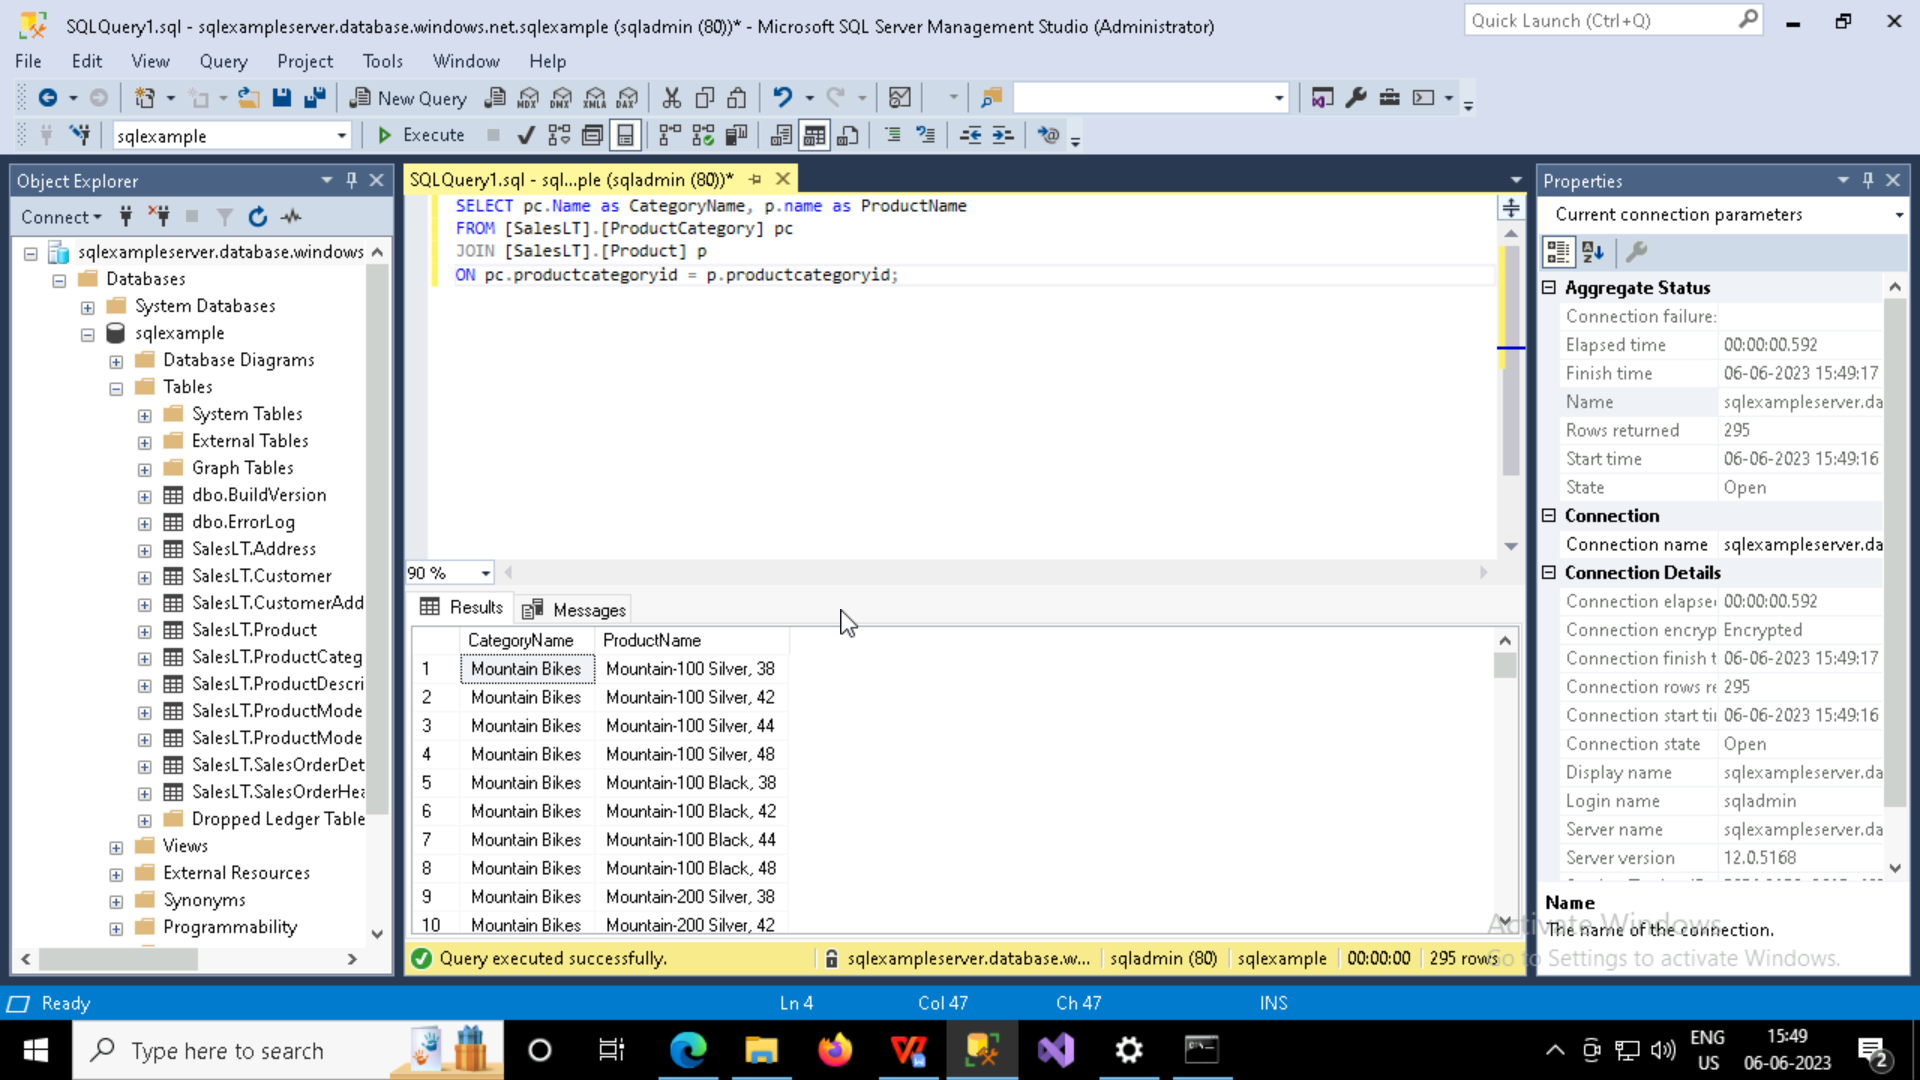 SQLQuery1.sql - sqlexampleserver.database.windows.net.sqlexample (sqladmin (80))* - Microsoft SQL Server Management Studio (Administrator)
Quick Launch (Ctrl+Q)
File Edit View Query Project Tools Window Help
New Query
MDX DMX XMLA DAX
sqlexample
Execute
Object Explorer
Connect
sqlexampleserver.database.windows
Databases
System Databases
sqlexample
Database Diagrams
Tables
System Tables
External Tables
Graph Tables
dbo.BuildVersion
dbo.ErrorLog
SalesLT.Address
SalesLT.Customer
SalesLT.CustomerAdd
SalesLT.Product
SalesLT.ProductCateg
SalesLT.ProductDescri
SalesLT.ProductMode
SalesLT.ProductMode
SalesLT.SalesOrderDet
SalesLT.SalesOrderHea
Dropped Ledger Table
Views
External Resources
Synonyms
Programmability
SQLQuery1.sql - sql...ple (sqladmin (80))*
SELECT pc.Name as CategoryName, p.name as ProductName
FROM [SalesLT].[ProductCategory] pc
JOIN [SalesLT].[Product] p
ON pc.productcategoryid = p.productcategoryid;
90 %
Results Messages
CategoryName ProductName
1 Mountain Bikes Mountain-100 Silver, 38
2 Mountain Bikes Mountain-100 Silver, 42
3 Mountain Bikes Mountain-100 Silver, 44
4 Mountain Bikes Mountain-100 Silver, 48
5 Mountain Bikes Mountain-100 Black, 38
6 Mountain Bikes Mountain-100 Black, 42
7 Mountain Bikes Mountain-100 Black, 44
8 Mountain Bikes Mountain-100 Black, 48
9 Mountain Bikes Mountain-200 Silver, 38
10 Mountain Bikes Mountain-200 Silver, 42
Query executed successfully. sqlexampleserver.database.w... sqladmin (80) sqlexample 00:00:00 295 rows
Properties
Current connection parameters
Aggregate Status
Connection failure:
Elapsed time 00:00:00.592
Finish time 06-06-2023 15:49:17
Name sqlexampleserver.da
Rows returned 295
Start time 06-06-2023 15:49:16
State Open
Connection
Connection name sqlexampleserver.da
Connection Details
Connection elapse 00:00:00.592
Connection encryp Encrypted
Connection finish t 06-06-2023 15:49:17
Connection rows re 295
Connection start ti 06-06-2023 15:49:16
Connection state Open
Display name sqlexampleserver.da
Login name sqladmin
Server name sqlexampleserver.da
Server version 12.0.5168
Name
The name of the connection.
Activate Windows
Go to Settings to activate Windows.
Ready Ln 4 Col 47 Ch 47 INS
Type here to search
ENG
US
15:49
06-06-2023
2